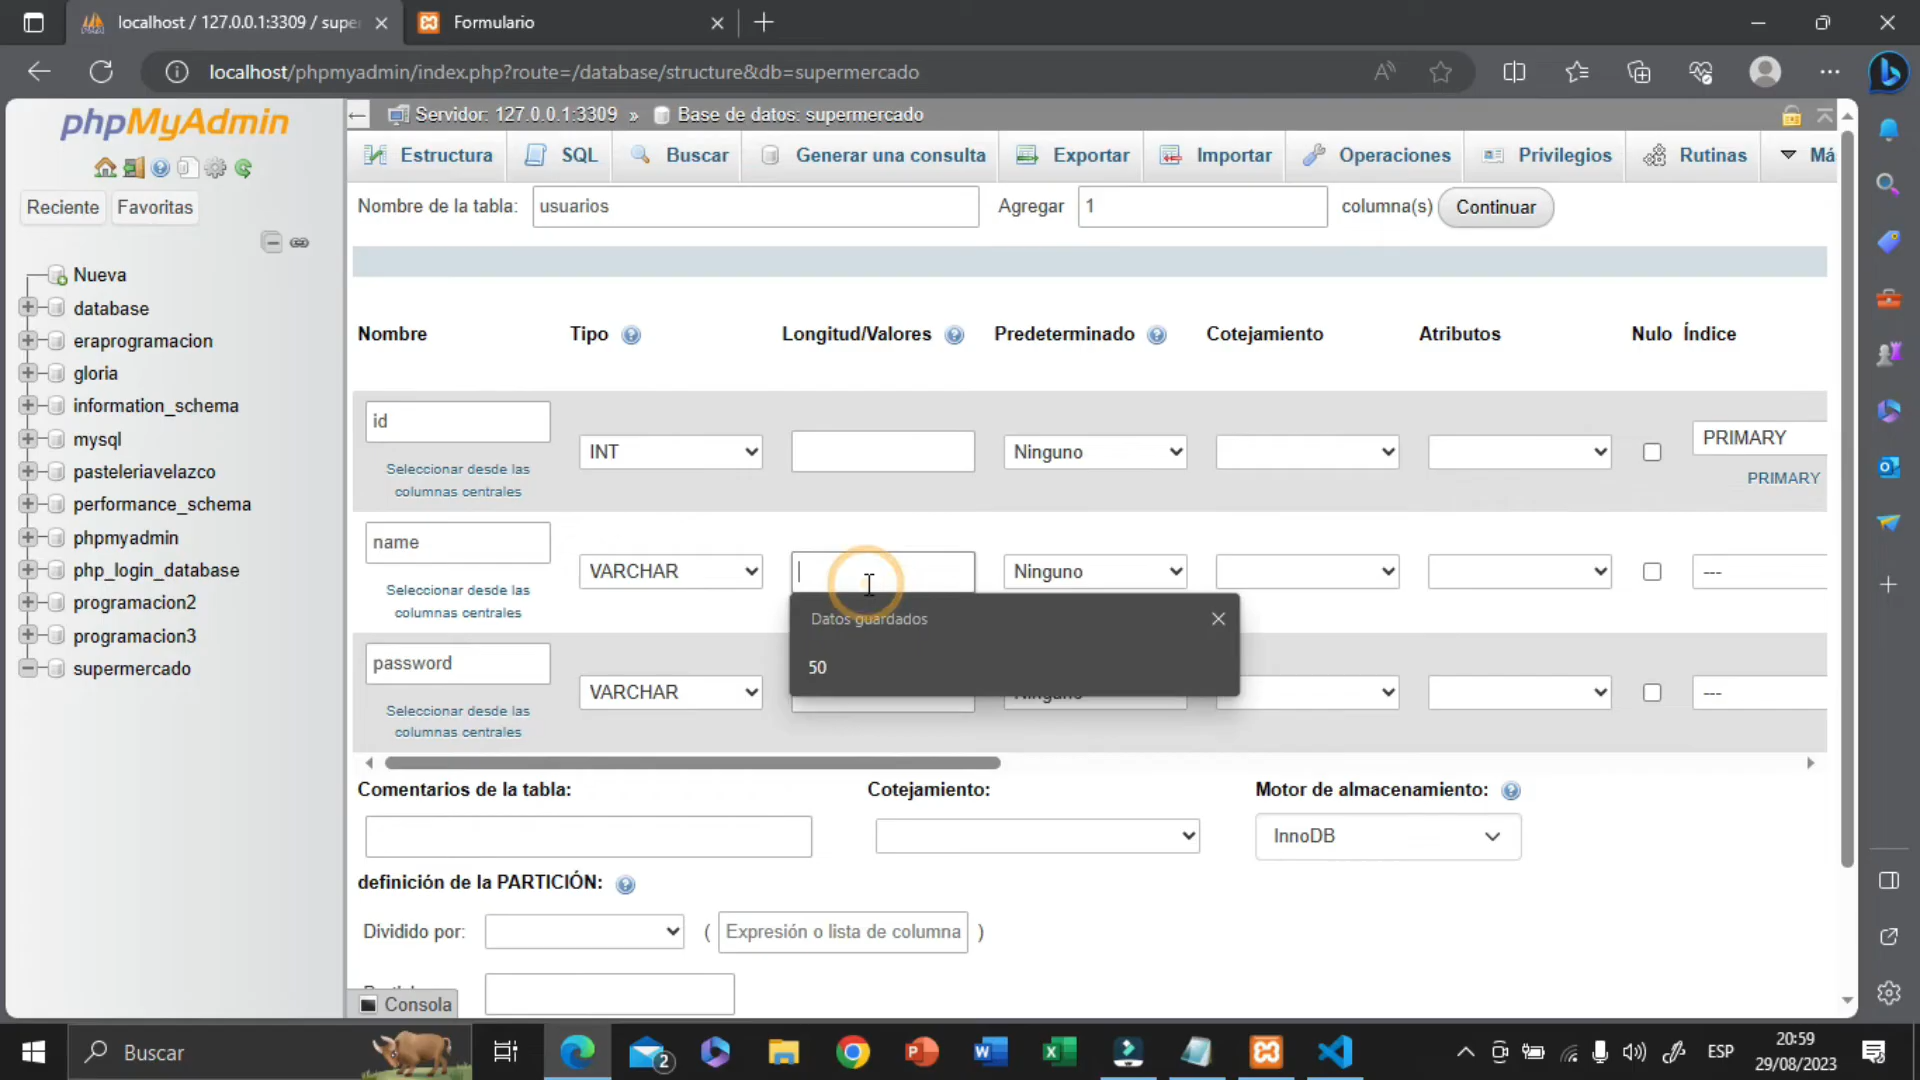 localhost / 127.0.0.1:3309 / supe
Formulario
localhost/phpmyadmin/index.php?route=/database/structure&db=supermercado
phpMyAdmin
Servidor: 127.0.0.1:3309 » Base de datos: supermercado
Estructura SQL Buscar Generar una consulta Exportar Importar Operaciones Privilegios Rutinas Má
Reciente Favoritas
Nueva
database
eraprogramacion
gloria
information_schema
mysql
pasteleriavelazco
performance_schema
phpmyadmin
php_login_database
programacion2
programacion3
supermercado
Nombre de la tabla: usuarios Agregar 1 columna(s) Continuar
Nombre Tipo Longitud/Valores Predeterminado Cotejamiento Atributos Nulo Índice
id INT Ninguno PRIMARY
Seleccionar desde las columnas centrales
PRIMARY
name VARCHAR Ninguno ---
Seleccionar desde las columnas centrales
Datos guardados
50
password VARCHAR Ninguno ---
Seleccionar desde las columnas centrales
Comentarios de la tabla: Cotejamiento: Motor de almacenamiento:
InnoDB
definición de la PARTICIÓN:
Dividido por: ( Expresión o lista de columna )
Consola
Buscar
2
ESP
20:59
29/08/2023